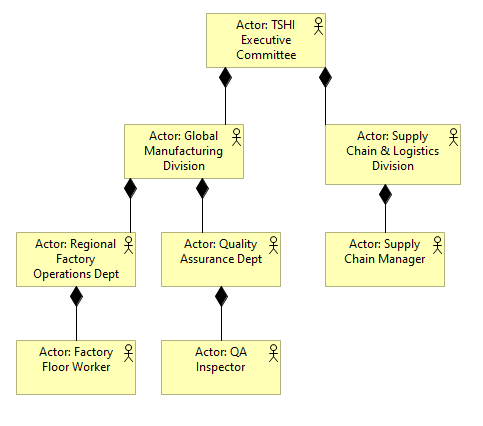 Actor: TSHI
Executive
Committee
Actor: Global
Manufacturing
Division
Actor: Supply
Chain & Logistics
Division
Actor: Regional
Factory
Operations Dept
Actor: Quality
Assurance Dept
Actor: Supply
Chain Manager
Actor: Factory
Floor Worker
Actor: QA
Inspector